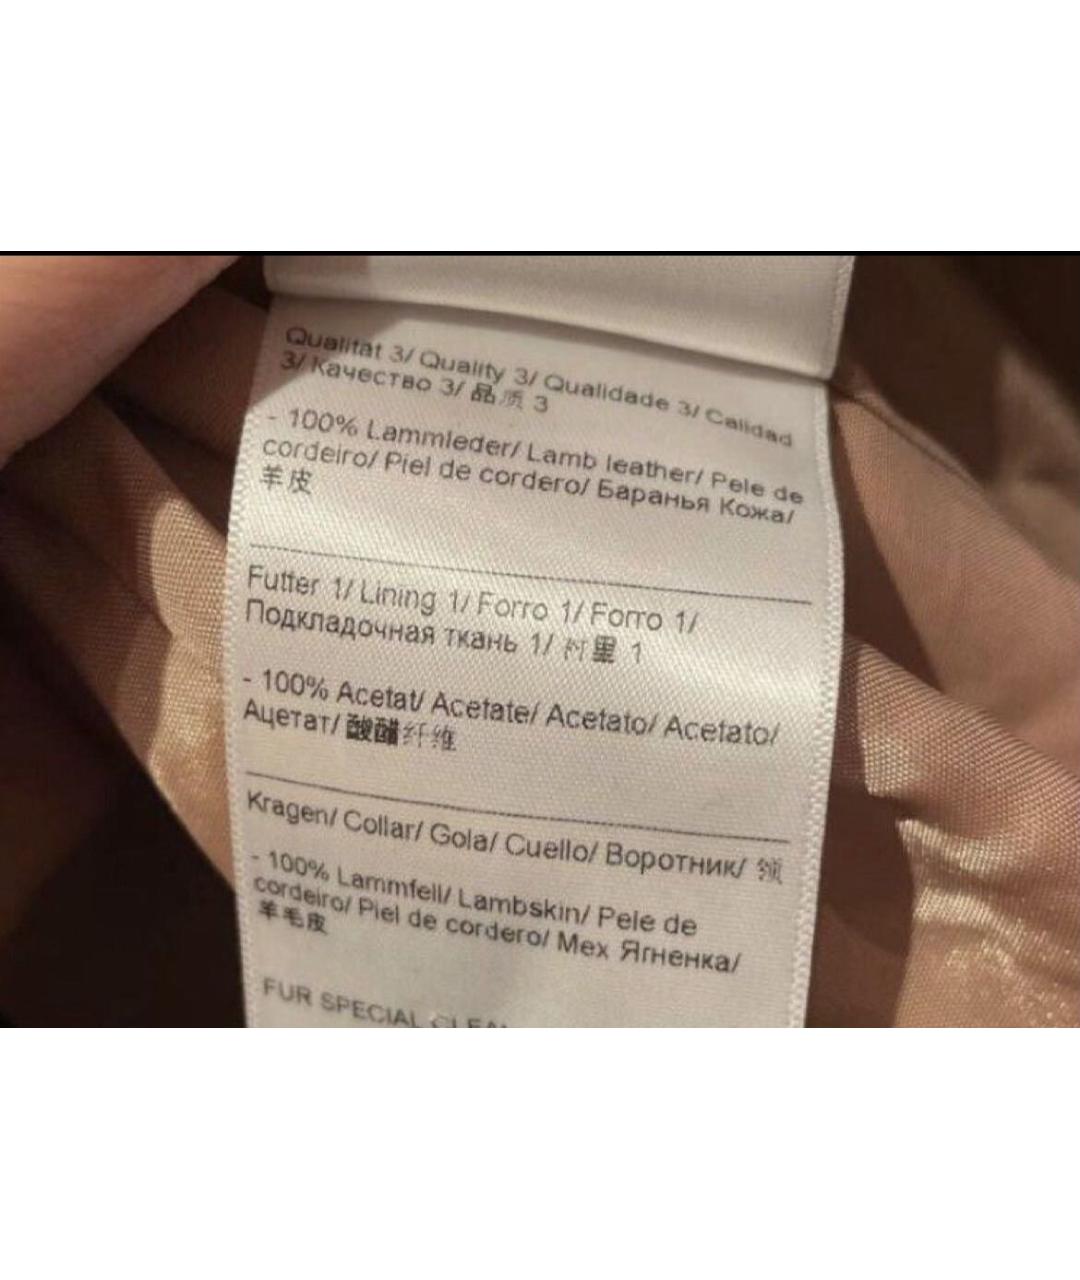 Qualität 3/ Quality 3/ Qualidade 3/ Calidad
3/ Качество 3/ 品质 3
- 100% Lammleder/ Lamb leather/ Pele de
cordeiro/ Piel de cordero/ Баранья Кожа/
羊皮
Futter 1/ Lining 1/ Forro 1/ Forro 1/
Подкладочная ткань 1/ 衬里 1
- 100% Acetat/ Acetate/ Acetato/ Acetato/
Ацетат/ 酸醋纤维
Kragen/ Collar/ Gola/ Cuello/ Воротник/ 领
- 100% Lammfell/ Lambskin/ Pele de
cordeiro/ Piel de cordero/ Мех Ягненка/
羊毛皮
FUR SPECIAL